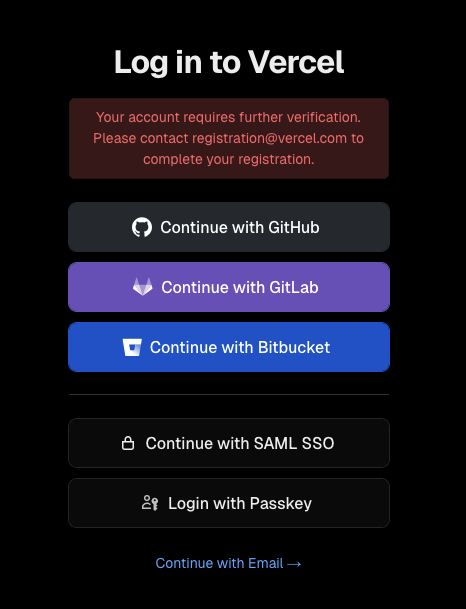 Log in to Vercel
Your account requires further verification.
Please contact registration@vercel.com to
complete your registration.
Continue with GitHub
Continue with GitLab
Continue with Bitbucket
Continue with SAML SSO
Login with Passkey
Continue with Email →